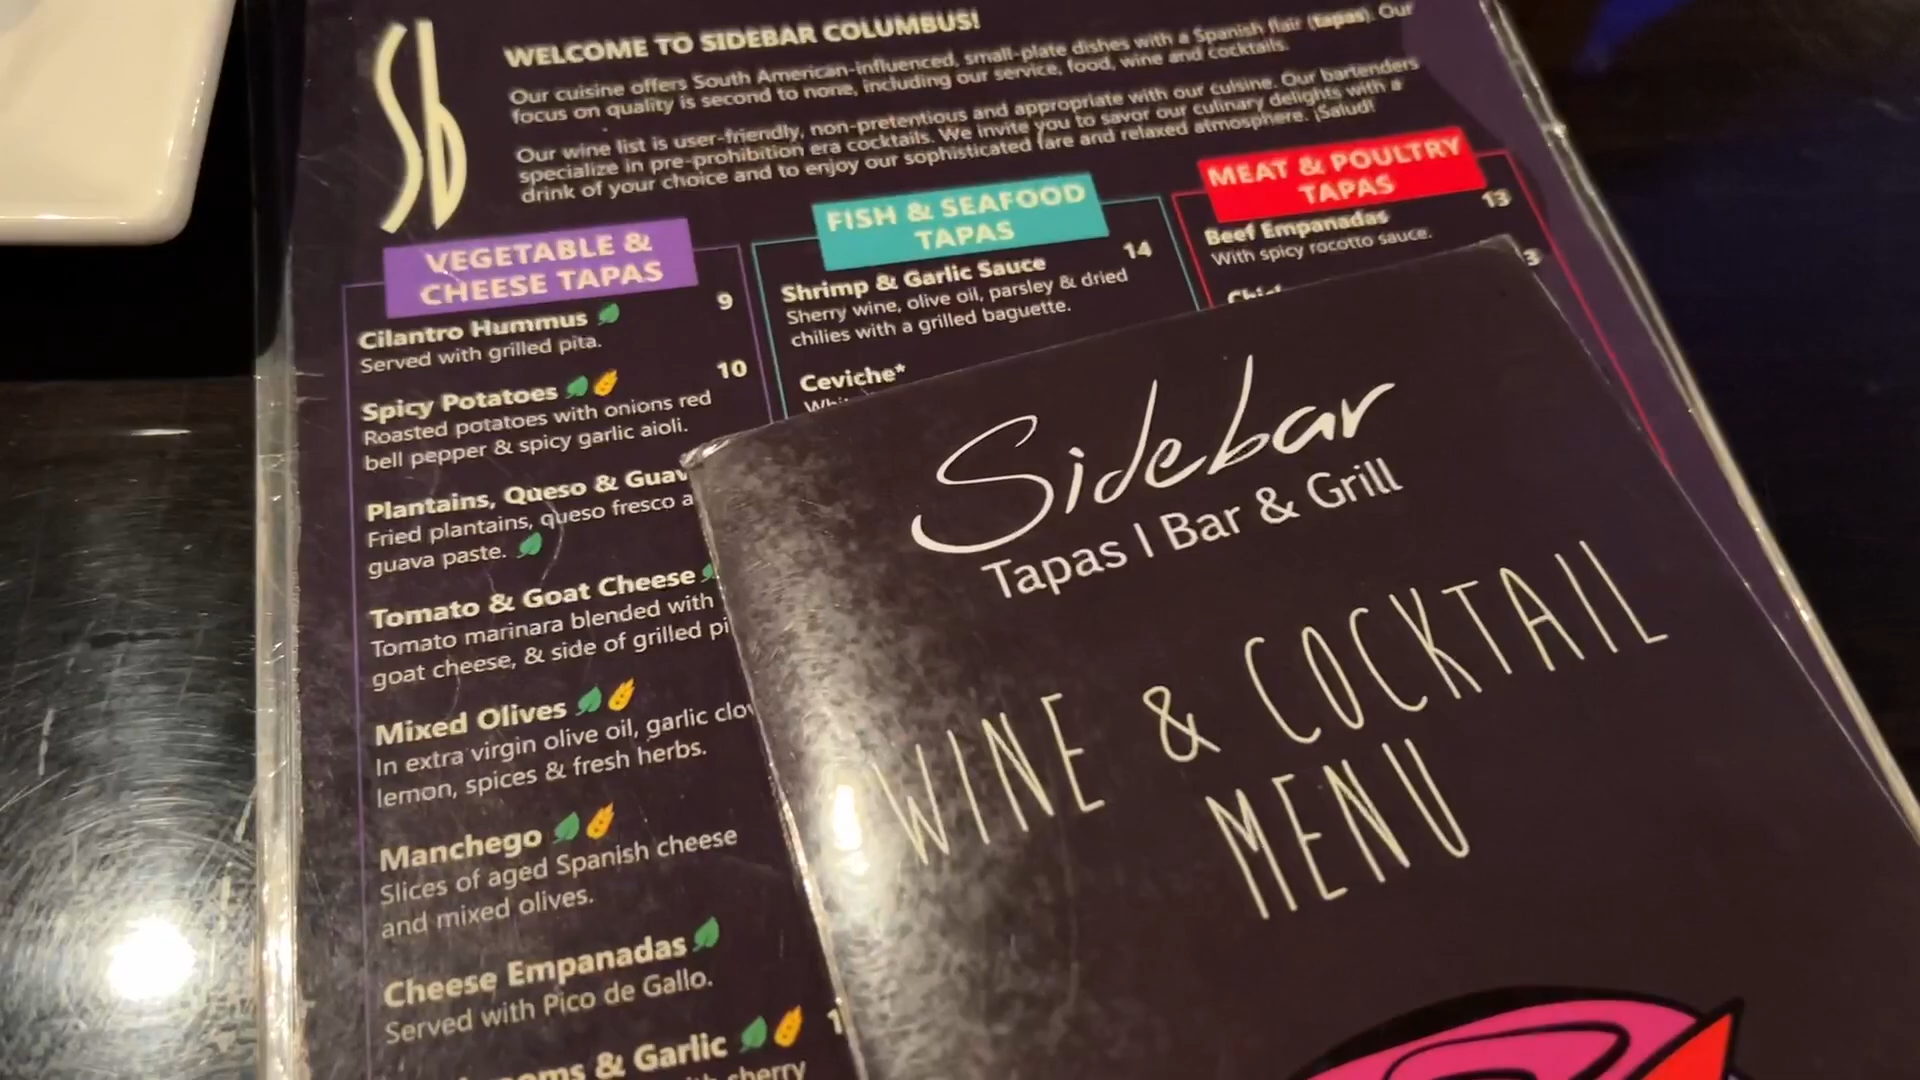 Sb
WELCOME TO SIDEBAR COLUMBUS!
Our cuisine offers South American-influenced, small-plate dishes with a Spanish flair (tapas). Our
focus on quality is second to none, including our service, food, wine and cocktails.
Our wine list is user-friendly, non-pretentious and appropriate with our cuisine. Our bartenders
specialize in pre-prohibition era cocktails. We invite you to savor our culinary delights with a
drink of your choice and to enjoy our sophisticated fare and relaxed atmosphere. ¡Salud!
VEGETABLE &
CHEESE TAPAS
Cilantro Hummus 9
Served with grilled pita.
Spicy Potatoes 10
Roasted potatoes with onions red
bell pepper & spicy garlic aioli.
Plantains, Queso &
Fried plantains, queso fresco
guava paste.
Tomato & Goat Cheese
Tomato marinara blended with
goat cheese, & side of grilled
Mixed Olives
In extra virgin olive oil, garlic
lemon, spices & fresh herbs.
Manchego
Slices of aged Spanish cheese
and mixed olives.
Cheese Empanadas
Served with Pico de Gallo.
& Garlic
sherry
FISH & SEAFOOD
TAPAS
Shrimp & Garlic Sauce 14
Sherry wine, olive oil, parsley & dried
chilies with a grilled baguette.
Ceviche*
MEAT & POULTRY
TAPAS
Beef Empanadas 13
With spicy rocotto sauce.
Sidebar
Tapas | Bar & Grill
WINE & COCKTAIL
MENU